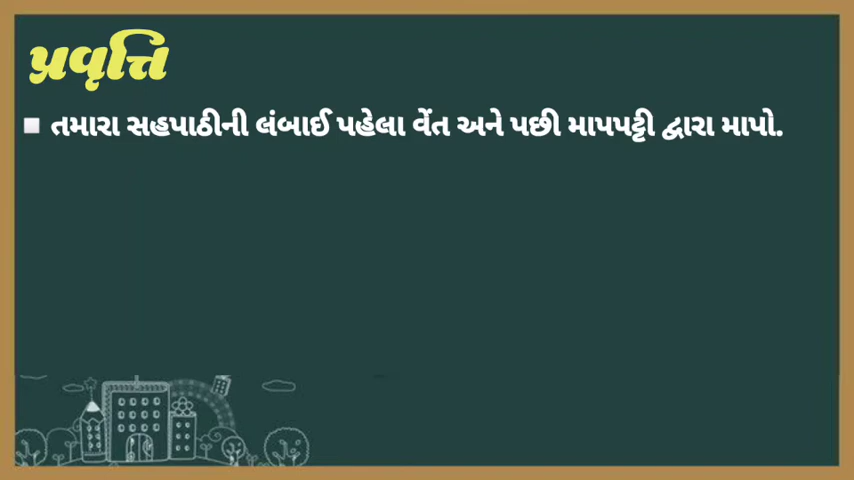 પ્રવૃત્તિ
તમારા સહપાઠીની લંબાઈ પહેલા વેંત અને પછી માપપટ્ટી દ્વારા માપો.